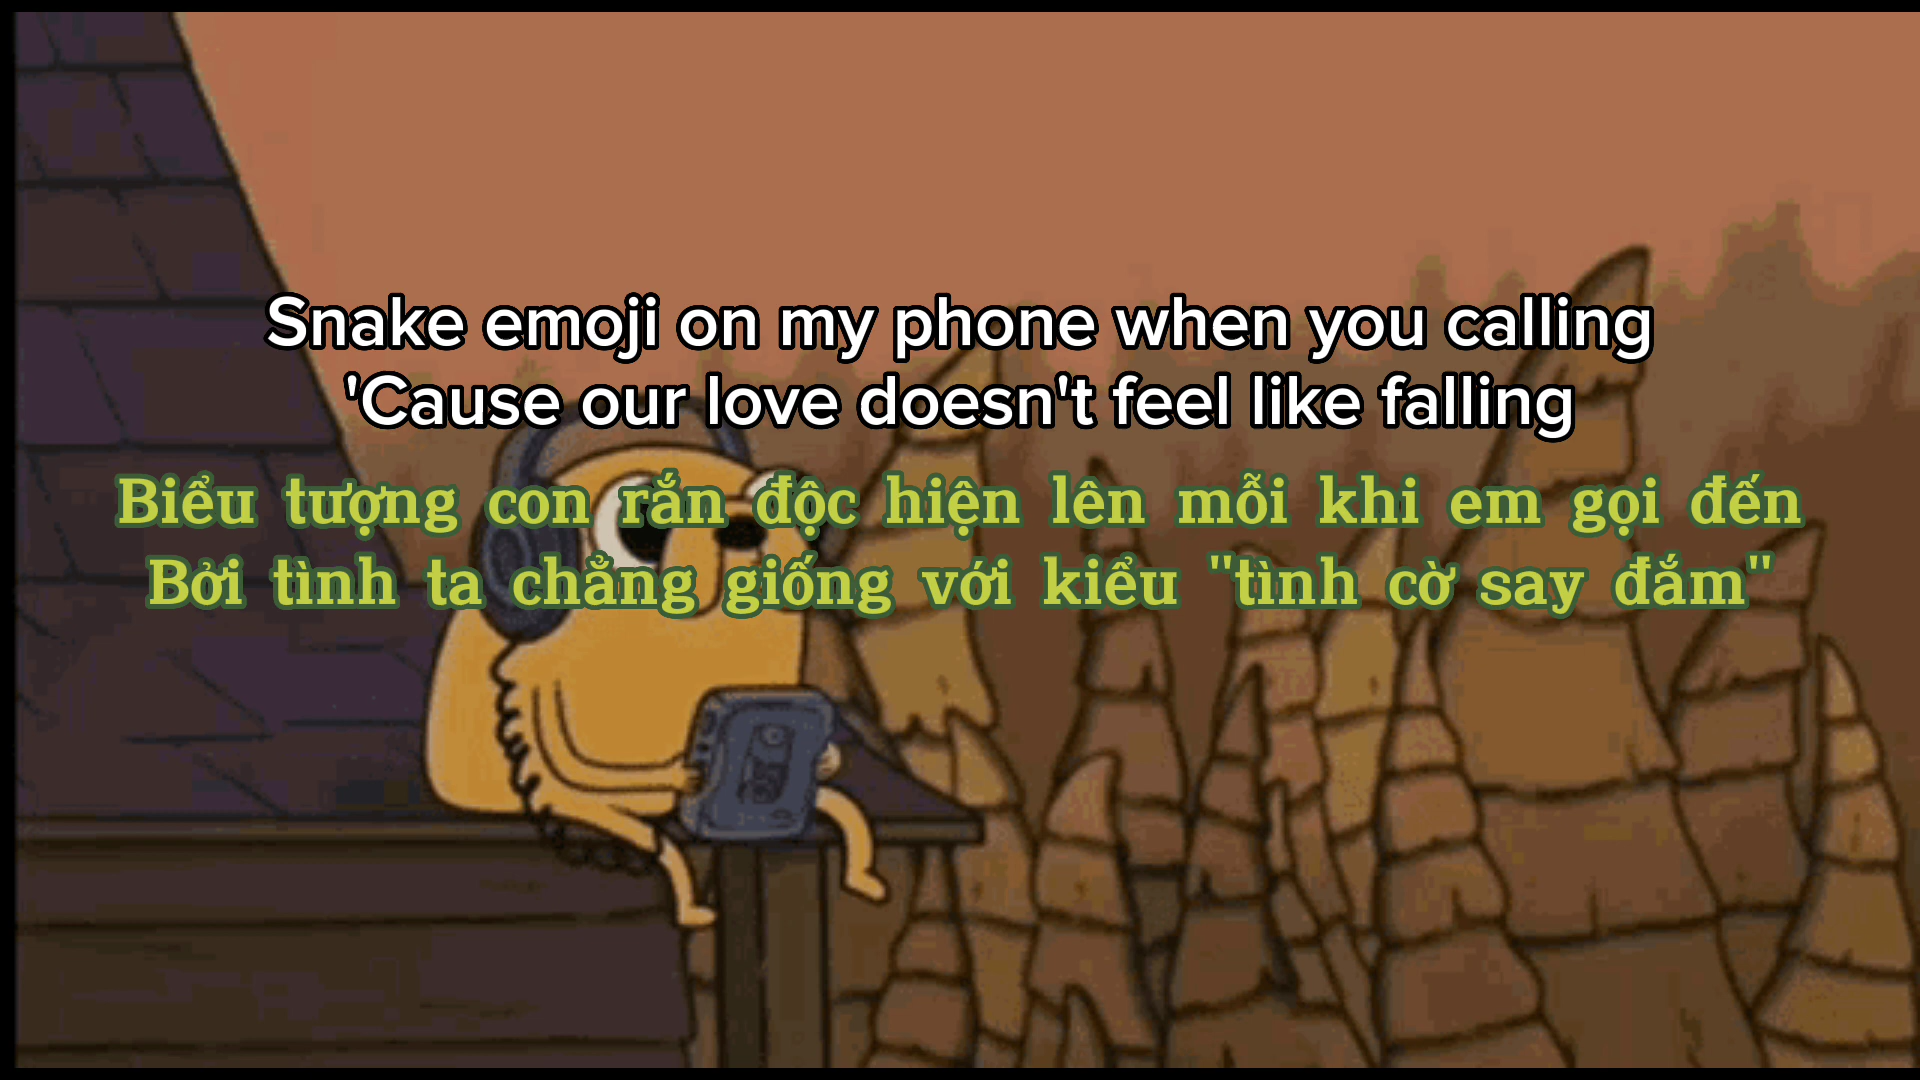 Snake emoji on my phone when you calling
'Cause our love doesn't feel like falling
Biểu tượng con rắn độc hiện lên mỗi khi em gọi đến
Bởi tình ta chẳng giống với kiểu "tình cờ say đắm"